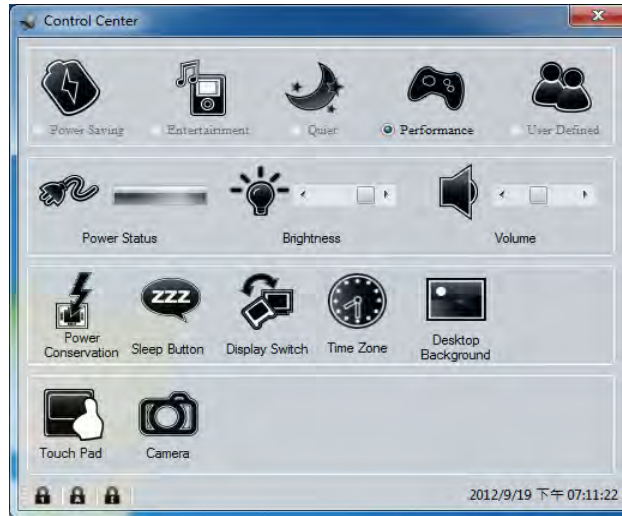 Control Center
Power Saving
Entertainment
Quiet
Performance
User Defined
Power Status
Brightness
Volume
zzz
Power
Conservation
Sleep Button
Display Switch
Time Zone
Desktop
Background
Touch Pad
Camera
2012/9/19 下午 07:11:22